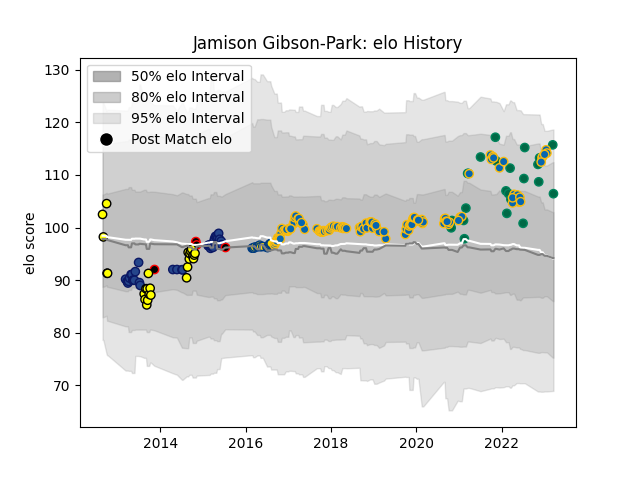 Jamison Gibson-Park: elo History
50% elo Interval
80% elo Interval
95% elo Interval
Post Match elo
elo score
130
120
110
100
90
80
70
2014
2016
2018
2020
2022